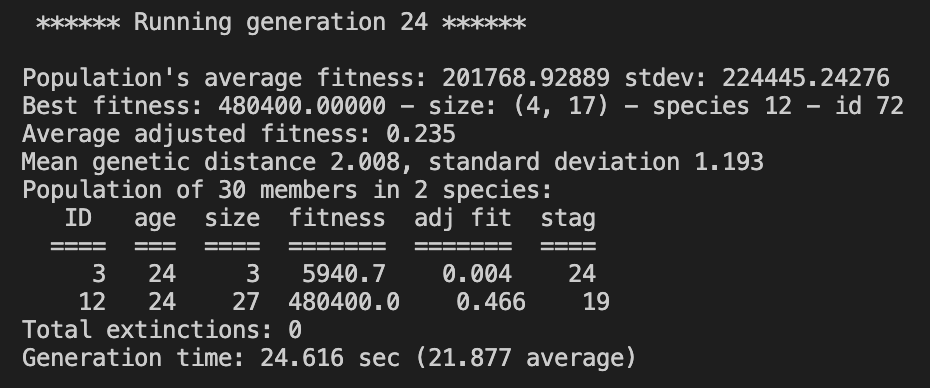 ****** Running generation 24 ******
Population's average fitness: 201768.92889 stdev: 224445.24276
Best fitness: 480400.00000 - size: (4, 17) - species 12 - id 72
Average adjusted fitness: 0.235
Mean genetic distance 2.008, standard deviation 1.193
Population of 30 members in 2 species:
   ID   age  size  fitness  adj fit  stag
  ====  ===  ====  =======  =======  ====
     3   24     3   5940.7    0.004    24
    12   24    27  480400.0    0.466    19
Total extinctions: 0
Generation time: 24.616 sec (21.877 average)